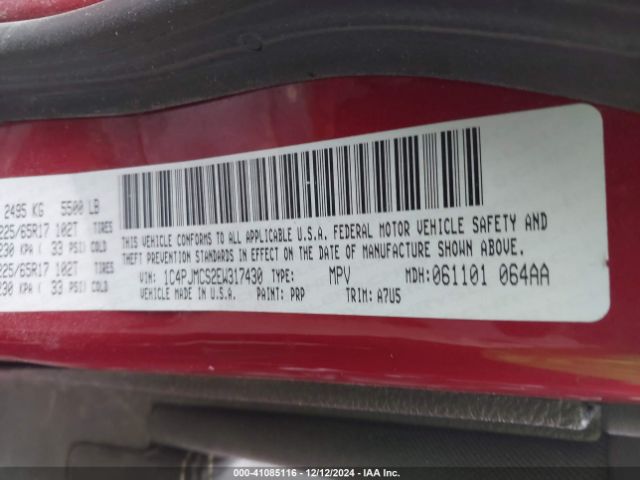 2495 KG 5500 LB
225/65R17 102T TIRES
230 KPA ( 33 PSI) COLD
225/65R17 102T TIRES
230 KPA ( 33 PSI) COLD
THIS VEHICLE CONFORMS TO ALL APPLICABLE U.S.A. FEDERAL MOTOR VEHICLE SAFETY AND
THEFT PREVENTION STANDARDS IN EFFECT ON THE DATE OF MANUFACTURE SHOWN ABOVE.
VIN: 1C4PJMCS2EW317430 TYPE: MPV MDH: 061101 064AA
VEHICLE MADE IN U.S.A. PAINT: PRP TRIM: A7U5
000-41085116 - 12/12/2024 - IAA Inc.